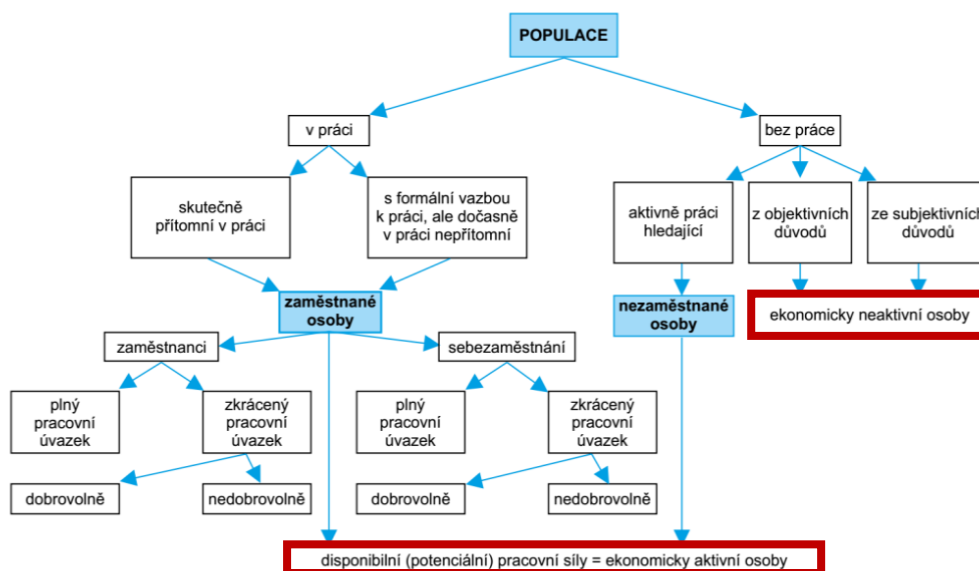 POPULACE
v práci
bez práce
skutečně
přítomní v práci
s formální vazbou
k práci, ale dočasně
v práci nepřítomní
aktivně práci
hledající
z objektivních
důvodů
ze subjektivních
důvodů
zaměstnané
osoby
nezaměstnané
osoby
ekonomicky neaktivní osoby
zaměstnanci
sebezaměstnání
plný
pracovní
úvazek
zkrácený
pracovní
úvazek
plný
pracovní
úvazek
zkrácený
pracovní
úvazek
dobrovolně
nedobrovolně
dobrovolně
nedobrovolně
disponibilní (potenciální) pracovní síly = ekonomicky aktivní osoby